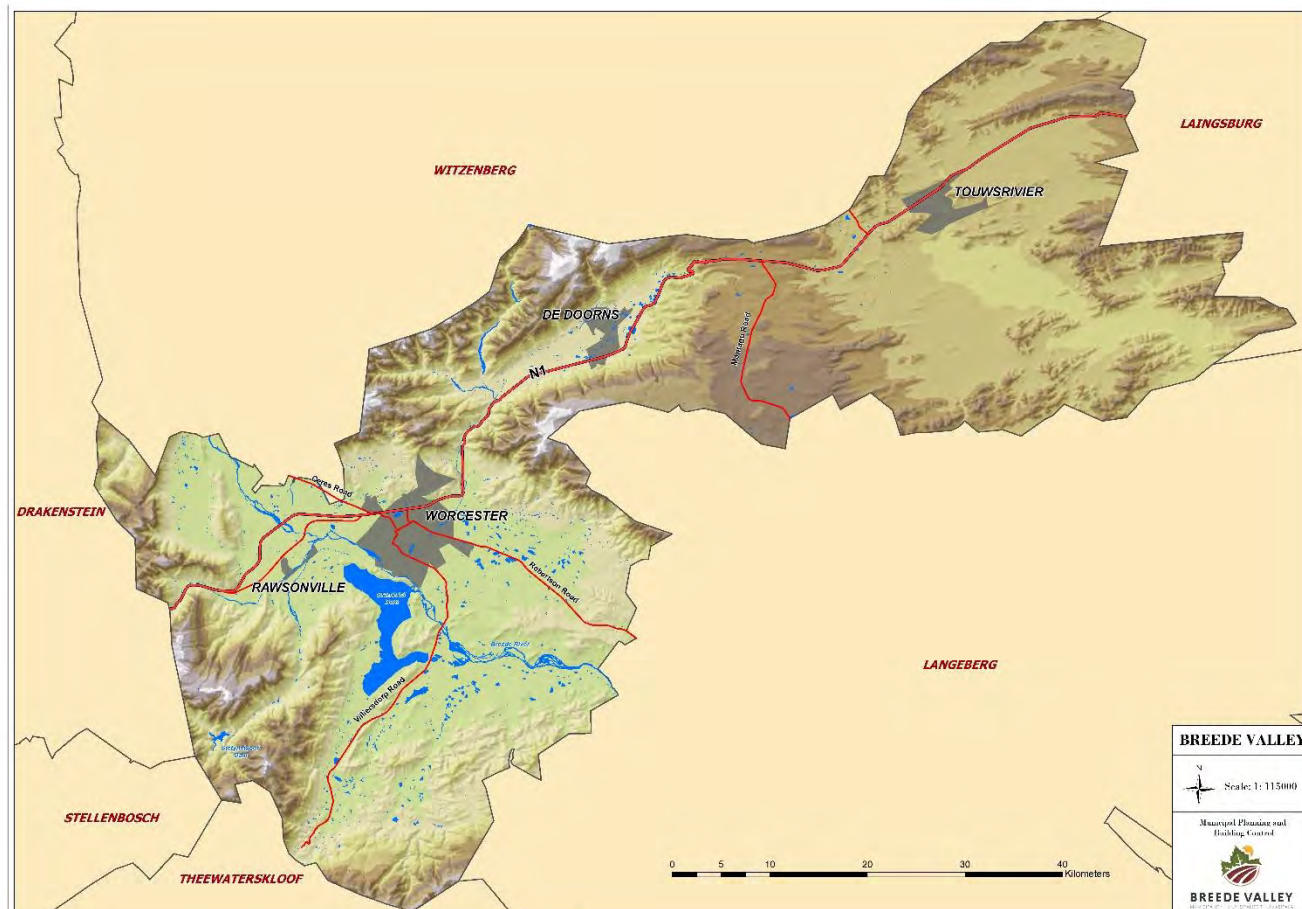 LAINGSBURG
WITZENBERG
TOUWSRIVIER
DE DOORNS
Montagu Road
N1
Ceres Road
DRAKENSTEIN
WORCESTER
Robertson Road
RAWSONVILLE
Breede River
LANGEBERG
Villiersdorp Road
STELLENBOSCH
THEEWATERSKLOOF
0 5 10 20 30 40
Kilometers
BREEDE VALLEY
N
Scale: 1: 115000
Municipal Planning and
Building Control
BREEDE VALLEY